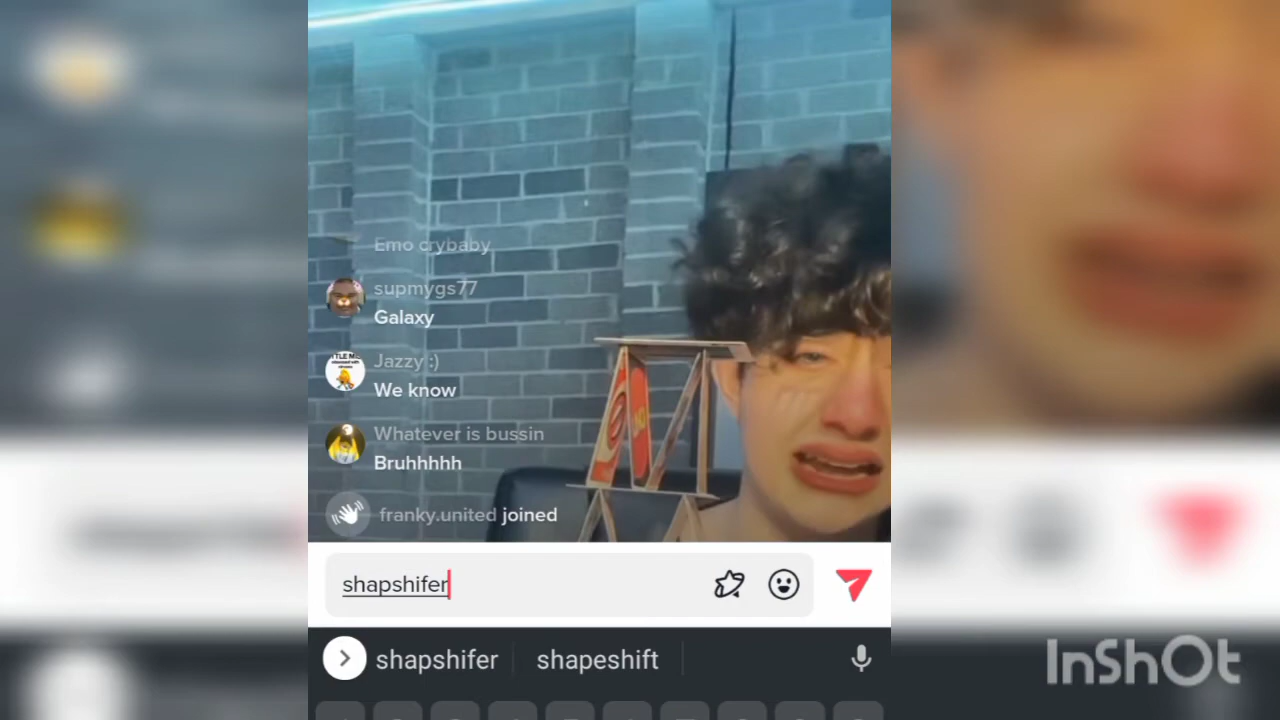 Emo crybaby
supmygs77
Galaxy
Jazzy :)
We know
Whatever is bussin
Bruhhhhh
franky.united joined
shapshifer
shapshifer shapeshift
InShOt